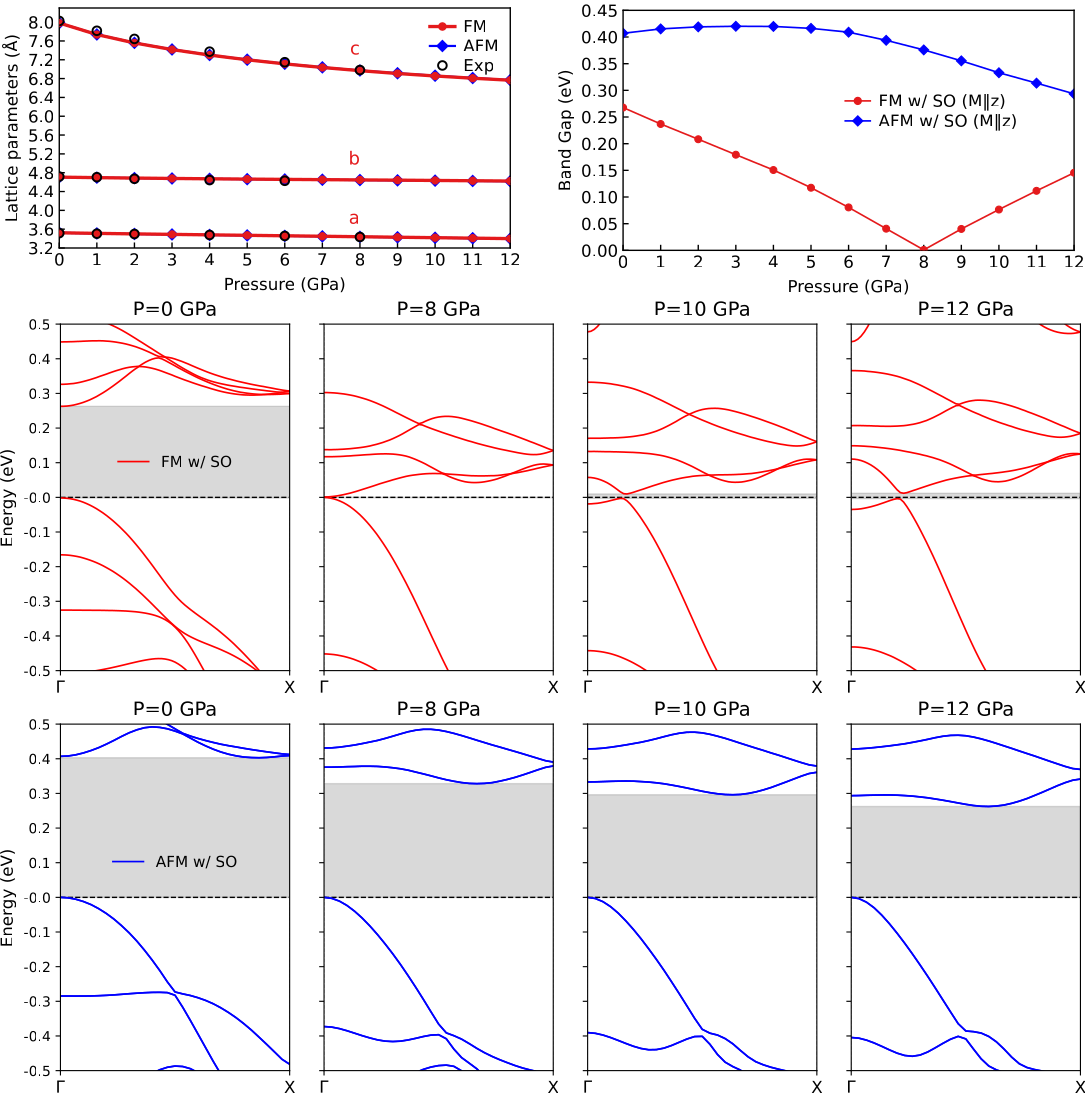 8.0
7.6
7.2
6.8
6.4
6.0
5.6
5.2
4.8
4.4
4.0
3.6
3.2
Lattice parameters (Å)
FM
AFM
Exp
c
b
a
0 1 2 3 4 5 6 7 8 9 10 11 12
Pressure (GPa)
0.45
0.40
0.35
0.30
0.25
0.20
0.15
0.10
0.05
0.00
Band Gap (eV)
FM w/ SO (M∥z)
AFM w/ SO (M∥z)
0 1 2 3 4 5 6 7 8 9 10 11 12
Pressure (GPa)
P=0 GPa
P=8 GPa
P=10 GPa
P=12 GPa
0.5
0.4
0.3
0.2
0.1
-0.0
-0.1
-0.2
-0.3
-0.4
-0.5
Energy (eV)
FM w/ SO
Γ X
Γ X
Γ X
Γ X
P=0 GPa
P=8 GPa
P=10 GPa
P=12 GPa
0.5
0.4
0.3
0.2
0.1
-0.0
-0.1
-0.2
-0.3
-0.4
-0.5
Energy (eV)
AFM w/ SO
Γ X
Γ X
Γ X
Γ X